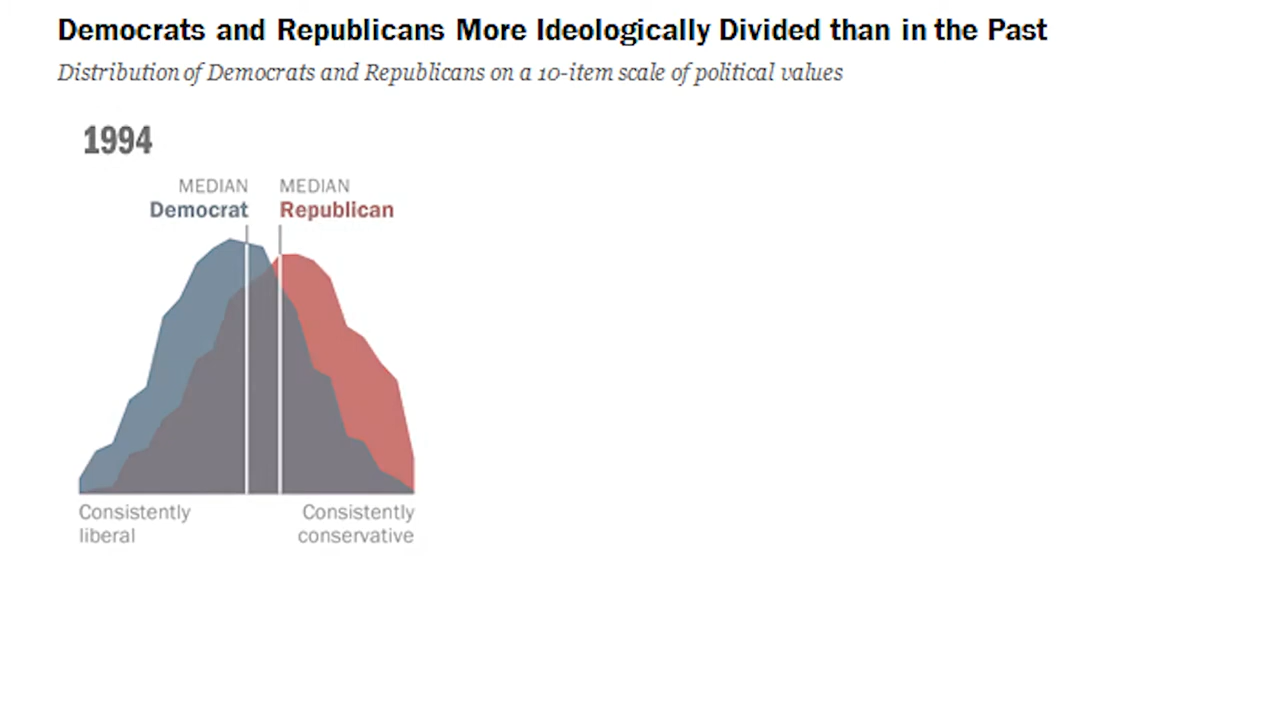 Democrats and Republicans More Ideologically Divided than in the Past
Distribution of Democrats and Republicans on a 10-item scale of political values
1994
MEDIAN
Democrat
MEDIAN
Republican
Consistently
liberal
Consistently
conservative